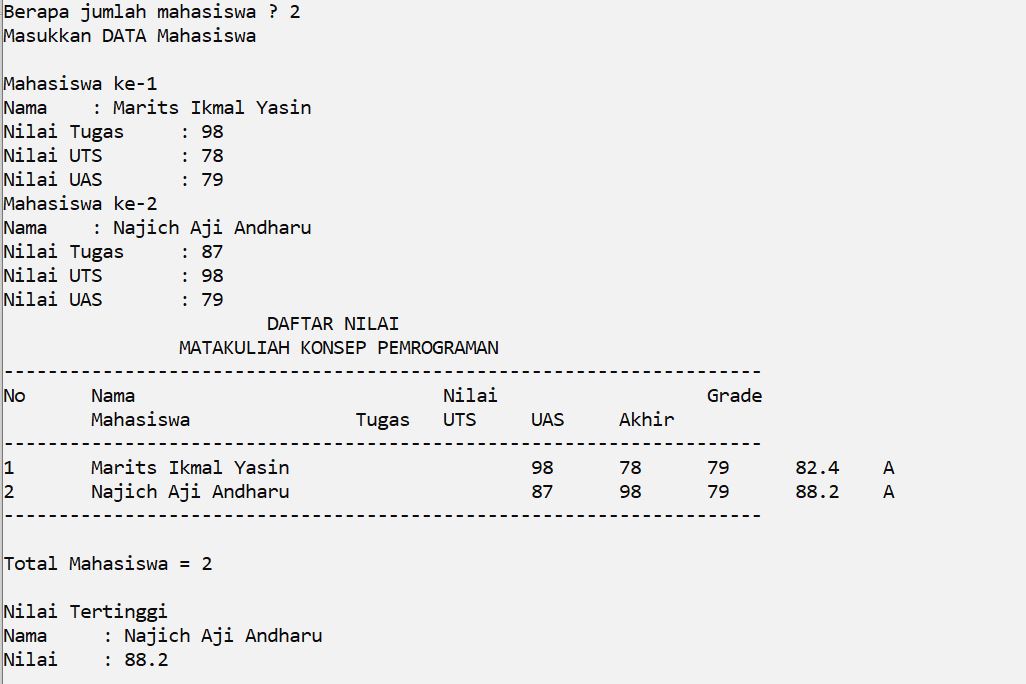 Berapa jumlah mahasiswa ? 2
Masukkan DATA Mahasiswa
Mahasiswa ke-1
Nama    : Marits Ikmal Yasin
Nilai Tugas     : 98
Nilai UTS       : 78
Nilai UAS       : 79
Mahasiswa ke-2
Nama    : Najich Aji Andharu
Nilai Tugas     : 87
Nilai UTS       : 98
Nilai UAS       : 79
                        DAFTAR NILAI
                MATAKULIAH KONSEP PEMROGRAMAN
---------------------------------------------------------------------
No      Nama                            Nilai                   Grade
        Mahasiswa               Tugas   UTS     UAS     Akhir
---------------------------------------------------------------------
1       Marits Ikmal Yasin                      98      78      79      82.4    A
2       Najich Aji Andharu                      87      98      79      88.2    A
---------------------------------------------------------------------
Total Mahasiswa = 2
Nilai Tertinggi
Nama     : Najich Aji Andharu
Nilai    : 88.2